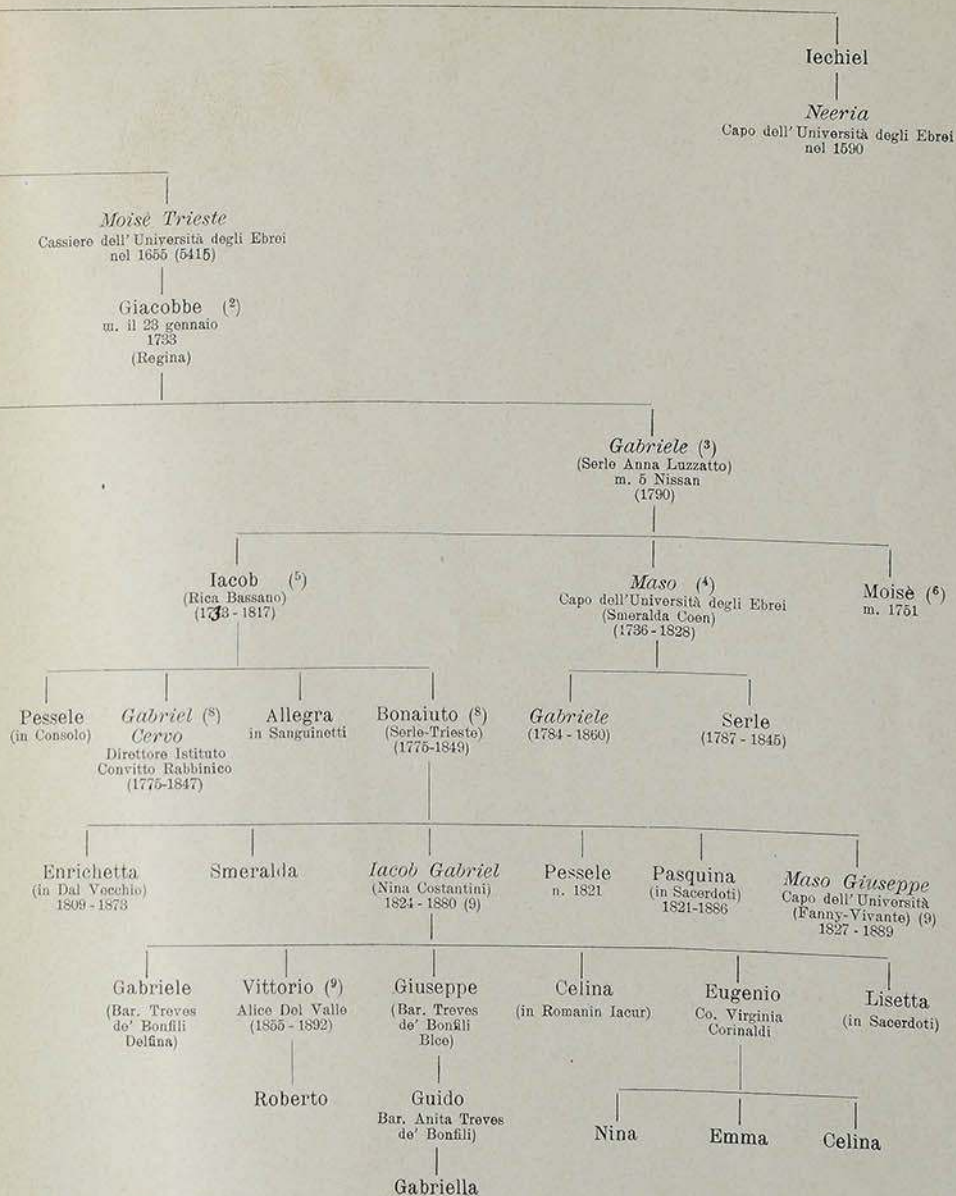 Iechiel
Neeria
Capo dell'Università degli Ebrei
nel 1590
Moisè Trieste
Cassiere dell'Università degli Ebrei
nel 1655 (5415)
Giacobbe (²)
m. il 23 gennaio
1733
(Regina)
Gabriele (³)
(Serle Anna Luzzatto)
m. 5 Nissan
(1790)
Iacob (⁵)
(Rica Bassano)
(1733 - 1817)
Maso (⁴)
Capo dell'Università degli Ebrei
(Smeralda Coen)
(1736 - 1828)
Moisè (⁶)
m. 1751
Pessele
(in Consolo)
Gabriel (⁸)
Cervo
Direttore Istituto
Convitto Rabbinico
(1775-1847)
Allegra
in Sanguinetti
Bonaiuto (⁸)
(Serle-Trieste)
(1775-1849)
Gabriele
(1784 - 1860)
Serle
(1787 - 1845)
Enrichetta
(in Dal Vecchio)
1809 - 1873
Smeralda
Iacob Gabriel
(Nina Costantini)
1824 - 1880 (9)
Pessele
n. 1821
Pasquina
(in Sacerdoti)
1821-1886
Maso Giuseppe
Capo dell'Università
(Fanny-Vivante) (9)
1827 - 1889
Gabriele
(Bar. Treves
de' Bonfili
Delfina)
Vittorio (⁹)
Alice Del Valle
(1855 - 1892)
Giuseppe
(Bar. Treves
de' Bonfili
Bice)
Celina
(in Romanin Iacur)
Eugenio
Co. Virginia
Corinaldi
Lisetta
(in Sacerdoti)
Roberto
Guido
Bar. Anita Treves
de' Bonfili)
Nina
Emma
Celina
Gabriella